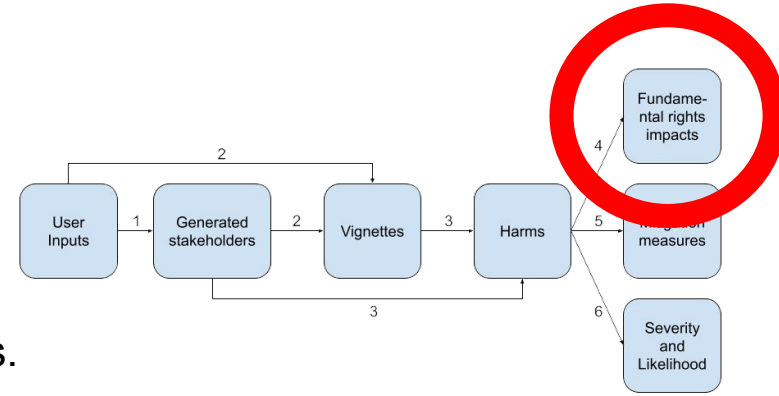 Fundame-
ntal rights
impacts
4
2
User
Inputs
1
Generated
stakeholders
2
Vignettes
3
Harms
5
measures
3
6
Severity
and
Likelihood
s.